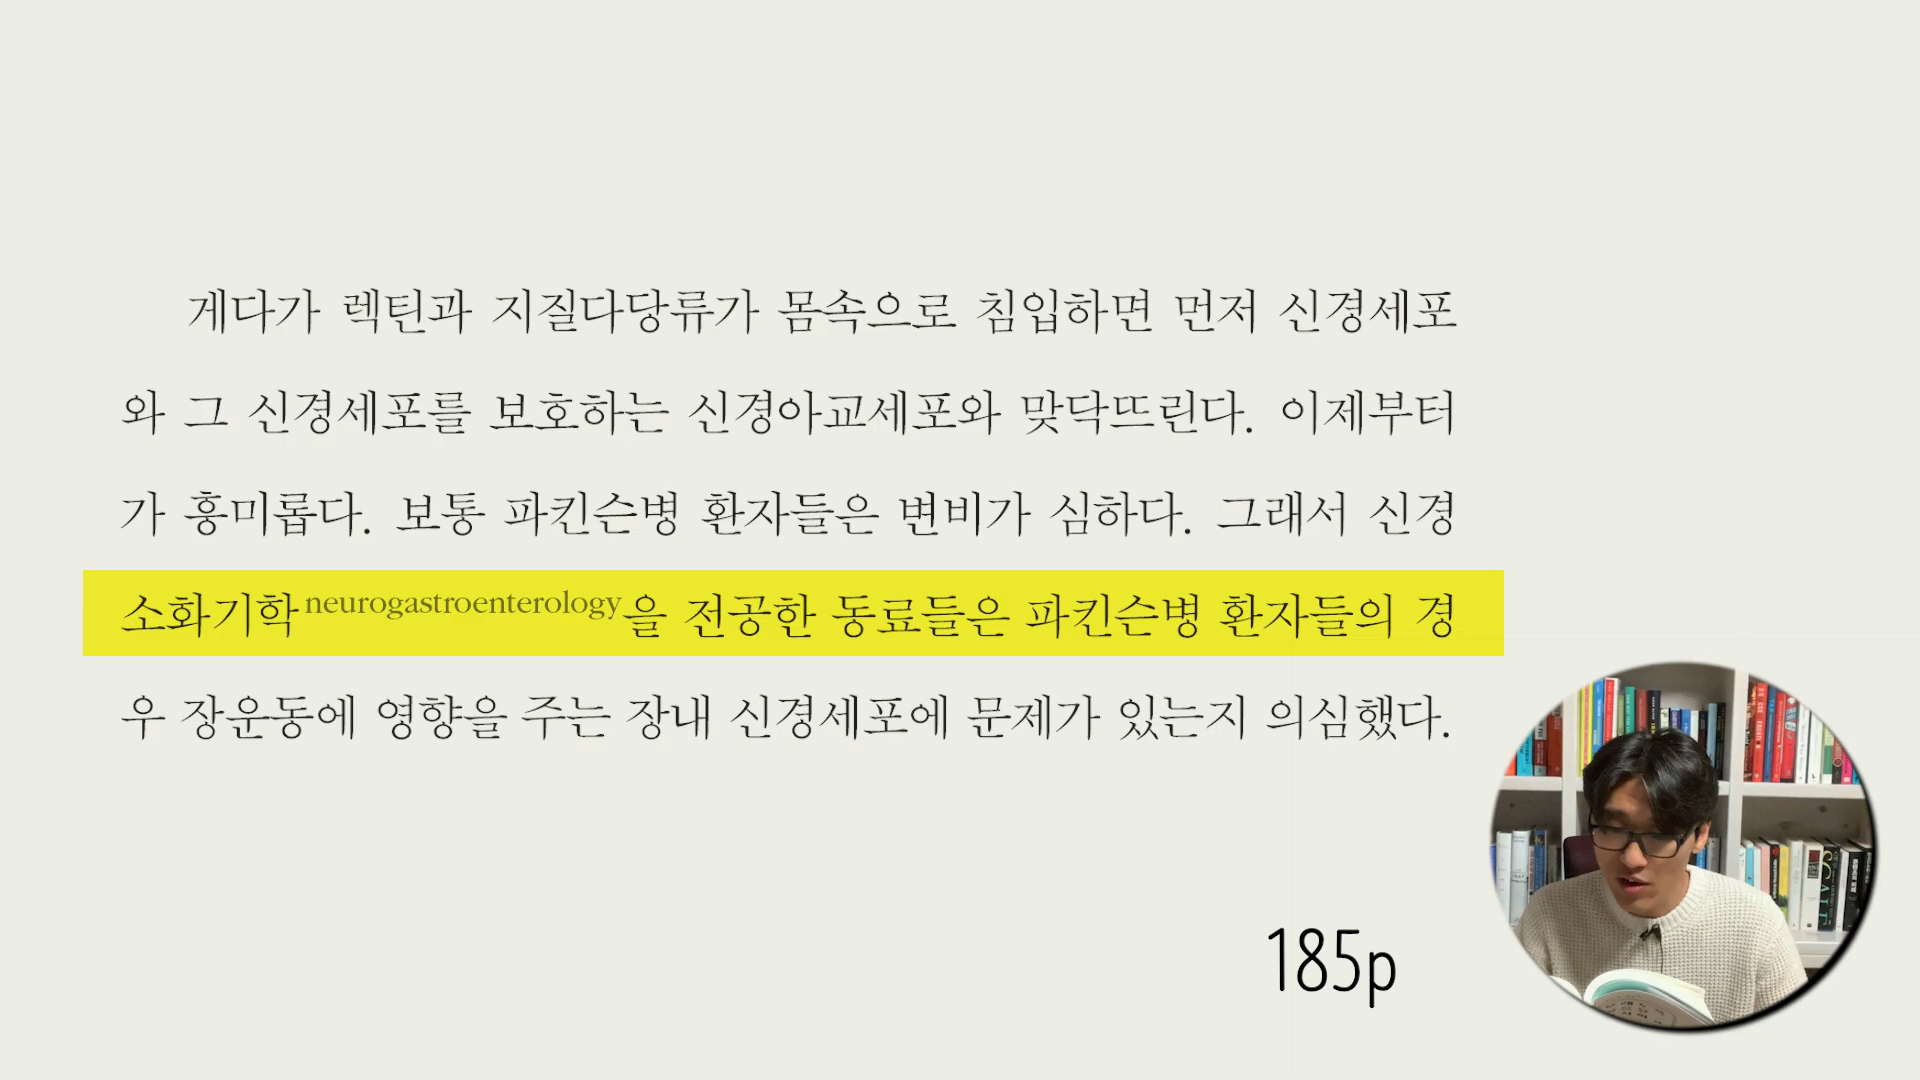 게다가 렉틴과 지질다당류가 몸속으로 침입하면 먼저 신경세포
와 그 신경세포를 보호하는 신경아교세포와 맞닥뜨린다. 이제부터
가 흥미롭다. 보통 파킨슨병 환자들은 변비가 심하다. 그래서 신경
소화기학neurogastroenterology을 전공한 동료들은 파킨슨병 환자들의 경
우 장운동에 영향을 주는 장내 신경세포에 문제가 있는지 의심했다.
185p